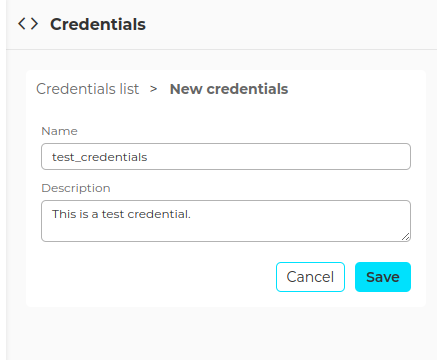 Credentials
Credentials list > New credentials
Name
test_credentials
Description
This is a test credential.
Cancel Save